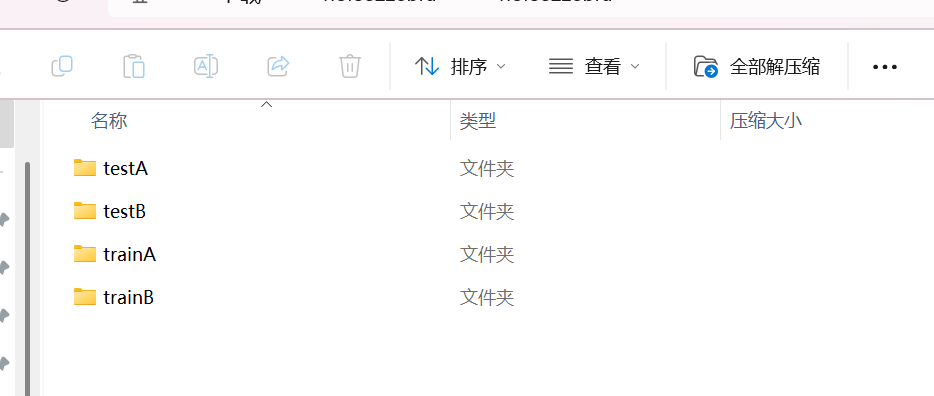 排序
查看
全部解压缩
名称
类型
压缩大小
testA
文件夹
testB
文件夹
trainA
文件夹
trainB
文件夹